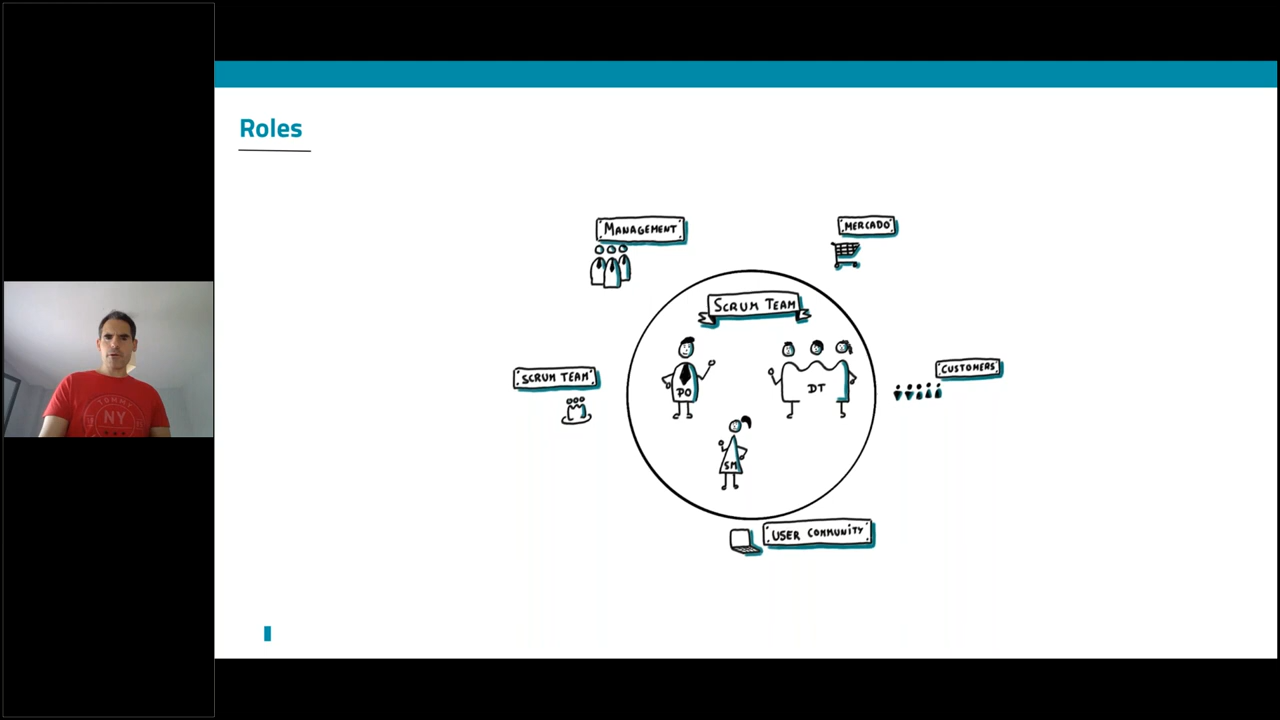 Roles
MANAGEMENT
MERCADO
SCRUM TEAM
SCRUM TEAM
CUSTOMERS
PO
DT
SM
USER COMMUNITY
NY